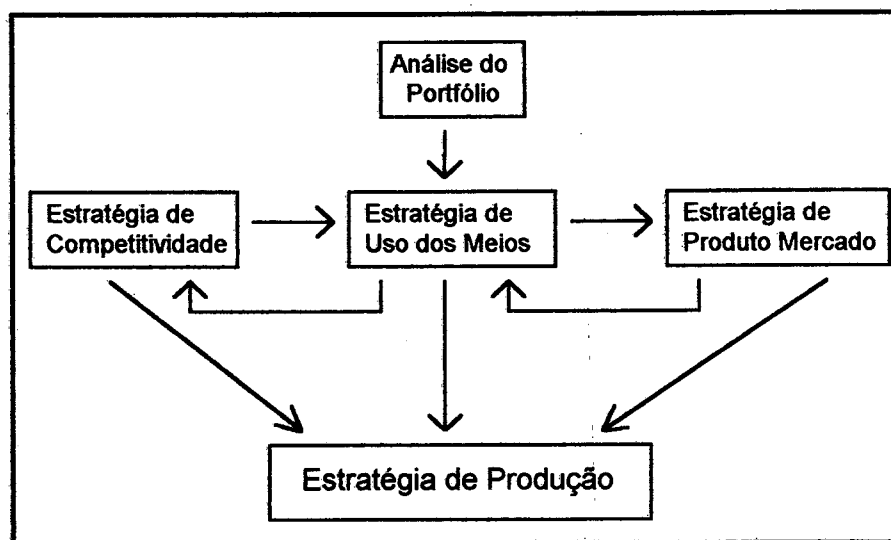 Análise do
Portfólio
Estratégia de
Competitividade
Estratégia de
Uso dos Meios
Estratégia de
Produto Mercado
Estratégia de Produção